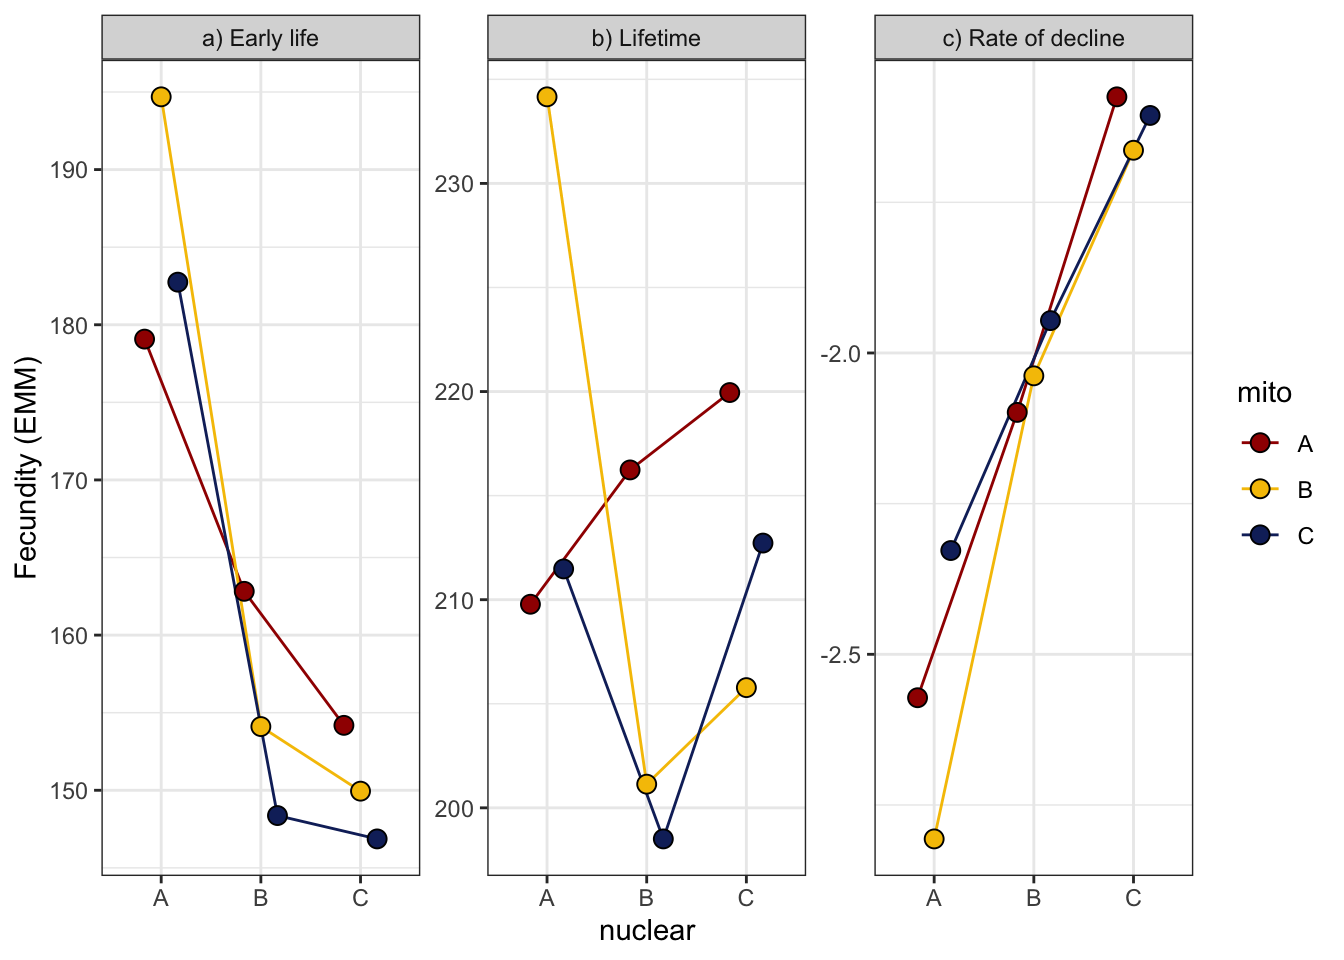 a) Early life
b) Lifetime
c) Rate of decline
Fecundity (EMM)
190
180
170
160
150
230
220
210
200
-2.0
-2.5
A B C
A B C
A B C
nuclear
mito
A
B
C